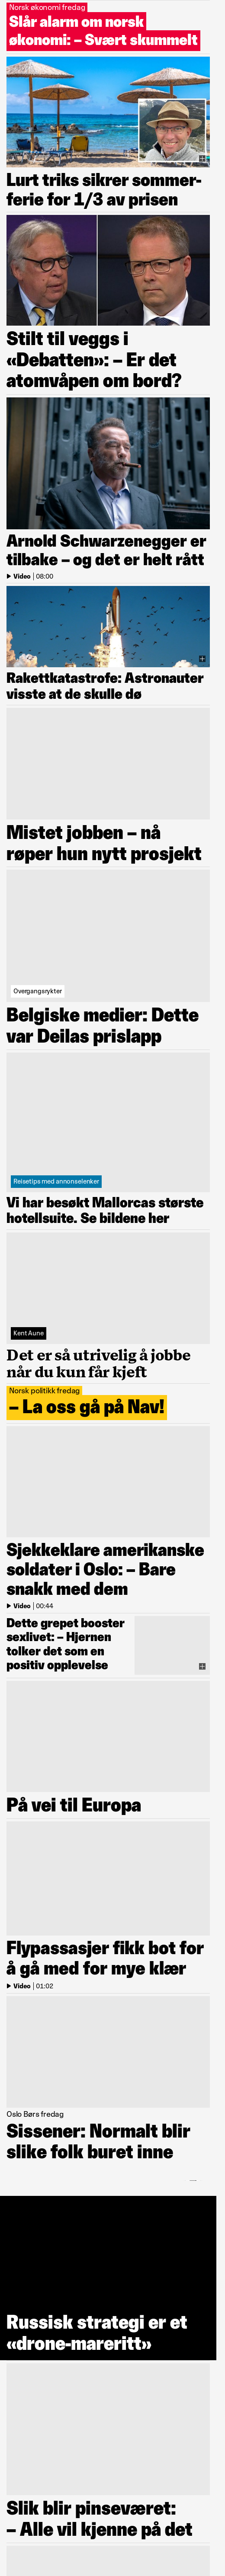 Norsk økonomi fredag
Slår alarm om norsk
økonomi: – Svært skummelt
Lurt triks sikrer sommer-
ferie for 1/3 av prisen
Stilt til veggs i
«Debatten»: – Er det
atomvåpen om bord?
Arnold Schwarzenegger er
tilbake – og det er helt rått
Video | 08:00
Rakettkatastrofe: Astronauter
visste at de skulle dø
Mistet jobben – nå
røper hun nytt prosjekt
Overgangsrykter
Belgiske medier: Dette
var Deilas prislapp
Reisetips med annonselenker
Vi har besøkt Mallorcas største
hotellsuite. Se bildene her
Kent Aune
Det er så utrivelig å jobbe
når du kun får kjeft
Norsk politikk fredag
– La oss gå på Nav!
Sjekkeklare amerikanske
soldater i Oslo: – Bare
snakk med dem
Video | 00:44
Dette grepet booster
sexlivet: – Hjernen
tolker det som en
positiv opplevelse
På vei til Europa
Flypassasjer fikk bot for
å gå med for mye klær
Video | 01:02
Oslo Børs fredag
Sissener: Normalt blir
slike folk buret inne
Russisk strategi er et
«drone-mareritt»
Slik blir pinseværet:
– Alle vil kjenne på det